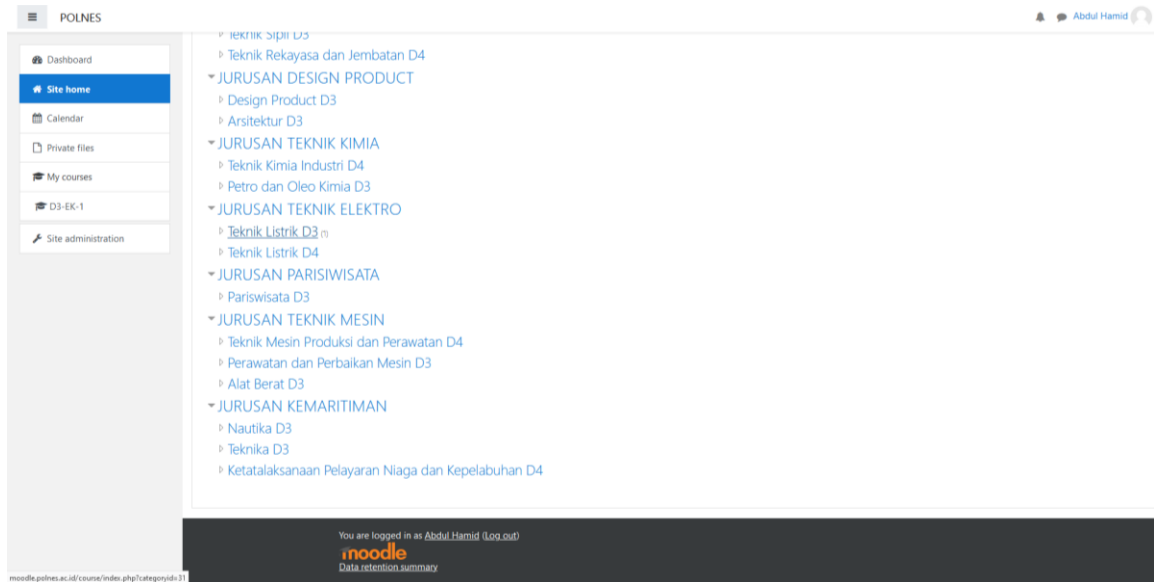 POLNES
Abdul Hamid
Dashboard
Site home
Calendar
Private files
My courses
D3-EK-1
Site administration
Teknik Sipil D3
Teknik Rekayasa dan Jembatan D4
JURUSAN DESIGN PRODUCT
Design Product D3
Arsitektur D3
JURUSAN TEKNIK KIMIA
Teknik Kimia Industri D4
Petro dan Oleo Kimia D3
JURUSAN TEKNIK ELEKTRO
Teknik Listrik D3 (1)
Teknik Listrik D4
JURUSAN PARISIWISATA
Pariswisata D3
JURUSAN TEKNIK MESIN
Teknik Mesin Produksi dan Perawatan D4
Perawatan dan Perbaikan Mesin D3
Alat Berat D3
JURUSAN KEMARITIMAN
Nautika D3
Teknika D3
Ketatalaksanaan Pelayaran Niaga dan Kepelabuhan D4
You are logged in as Abdul Hamid (Log out)
moodle
Data retention summary
moodle.polnes.ac.id/course/index.php?categoryid=31